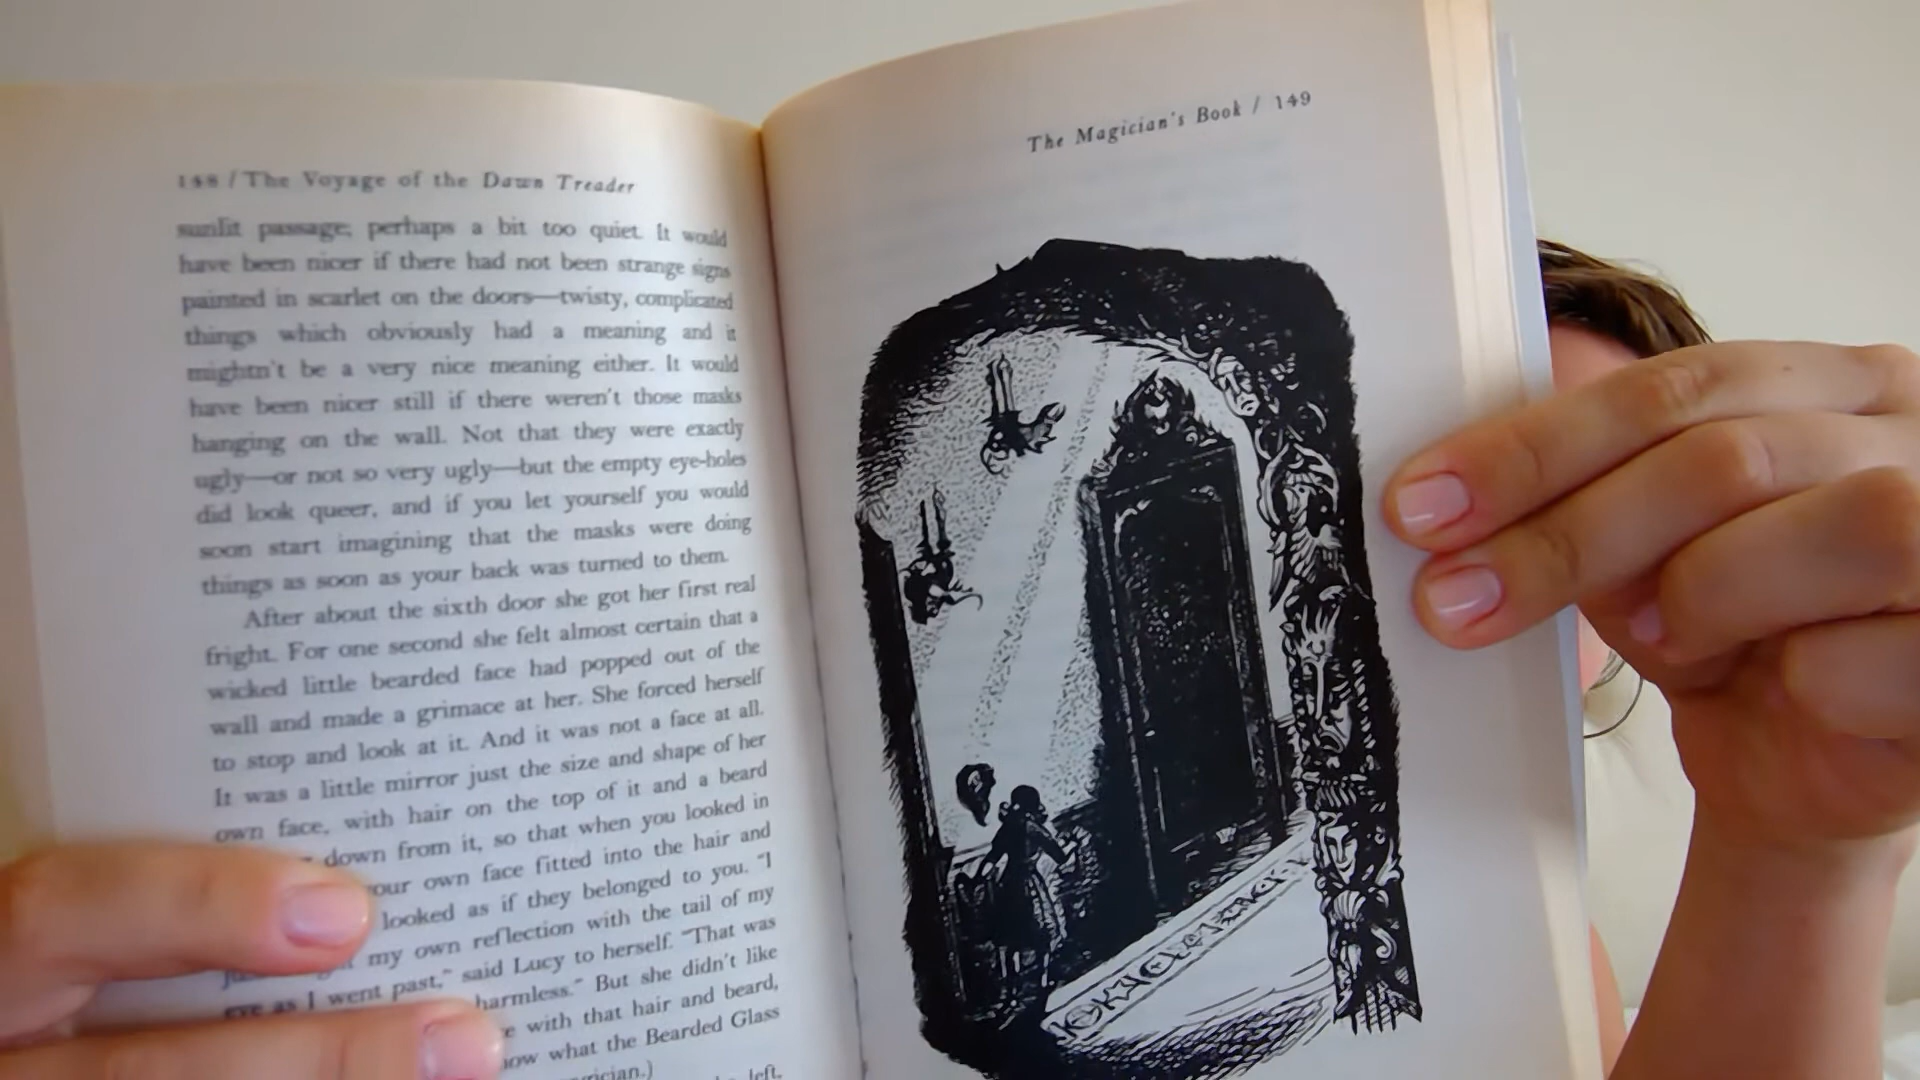 148 / The Voyage of the Dawn Treader
sunlit passage; perhaps a bit too quiet. It would
have been nicer if there had not been strange signs
painted in scarlet on the doors—twisty, complicated
things which obviously had a meaning and it
mightn't be a very nice meaning either. It would
have been nicer still if there weren't those masks
hanging on the wall. Not that they were exactly
ugly—or not so very ugly—but the empty eye-holes
did look queer, and if you let yourself you would
soon start imagining that the masks were doing
things as soon as your back was turned to them.
After about the sixth door she got her first real
fright. For one second she felt almost certain that a
wicked little bearded face had popped out of the
wall and made a grimace at her. She forced herself
to stop and look at it. And it was not a face at all.
It was a little mirror just the size and shape of her
own face, with hair on the top of it and a beard
down from it, so that when you looked in
our own face fitted into the hair and
looked as if they belonged to you. "I
my own reflection with the tail of my
eye as I went past," said Lucy to herself. "That was
harmless." But she didn't like
with that hair and beard,
what the Bearded Glass
left,
The Magician's Book / 149